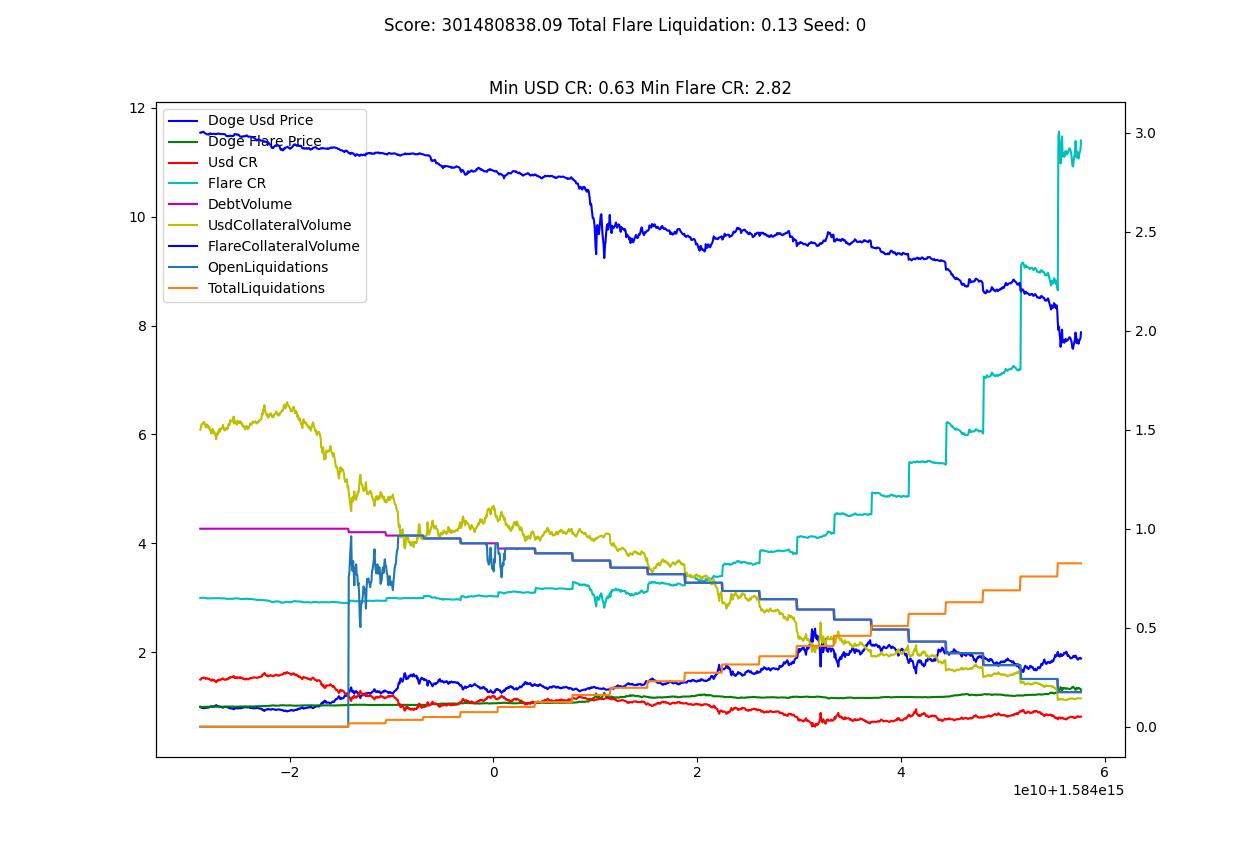 Score: 301480838.09 Total Flare Liquidation: 0.13 Seed: 0
Min USD CR: 0.63 Min Flare CR: 2.82
Doge Usd Price
Doge Flare Price
Usd CR
Flare CR
DebtVolume
UsdCollateralVolume
FlareCollateralVolume
OpenLiquidations
TotalLiquidations
12
10
8
6
4
2
3.0
2.5
2.0
1.5
1.0
0.5
0.0
−2
0
2
4
6
1e10+1.584e15